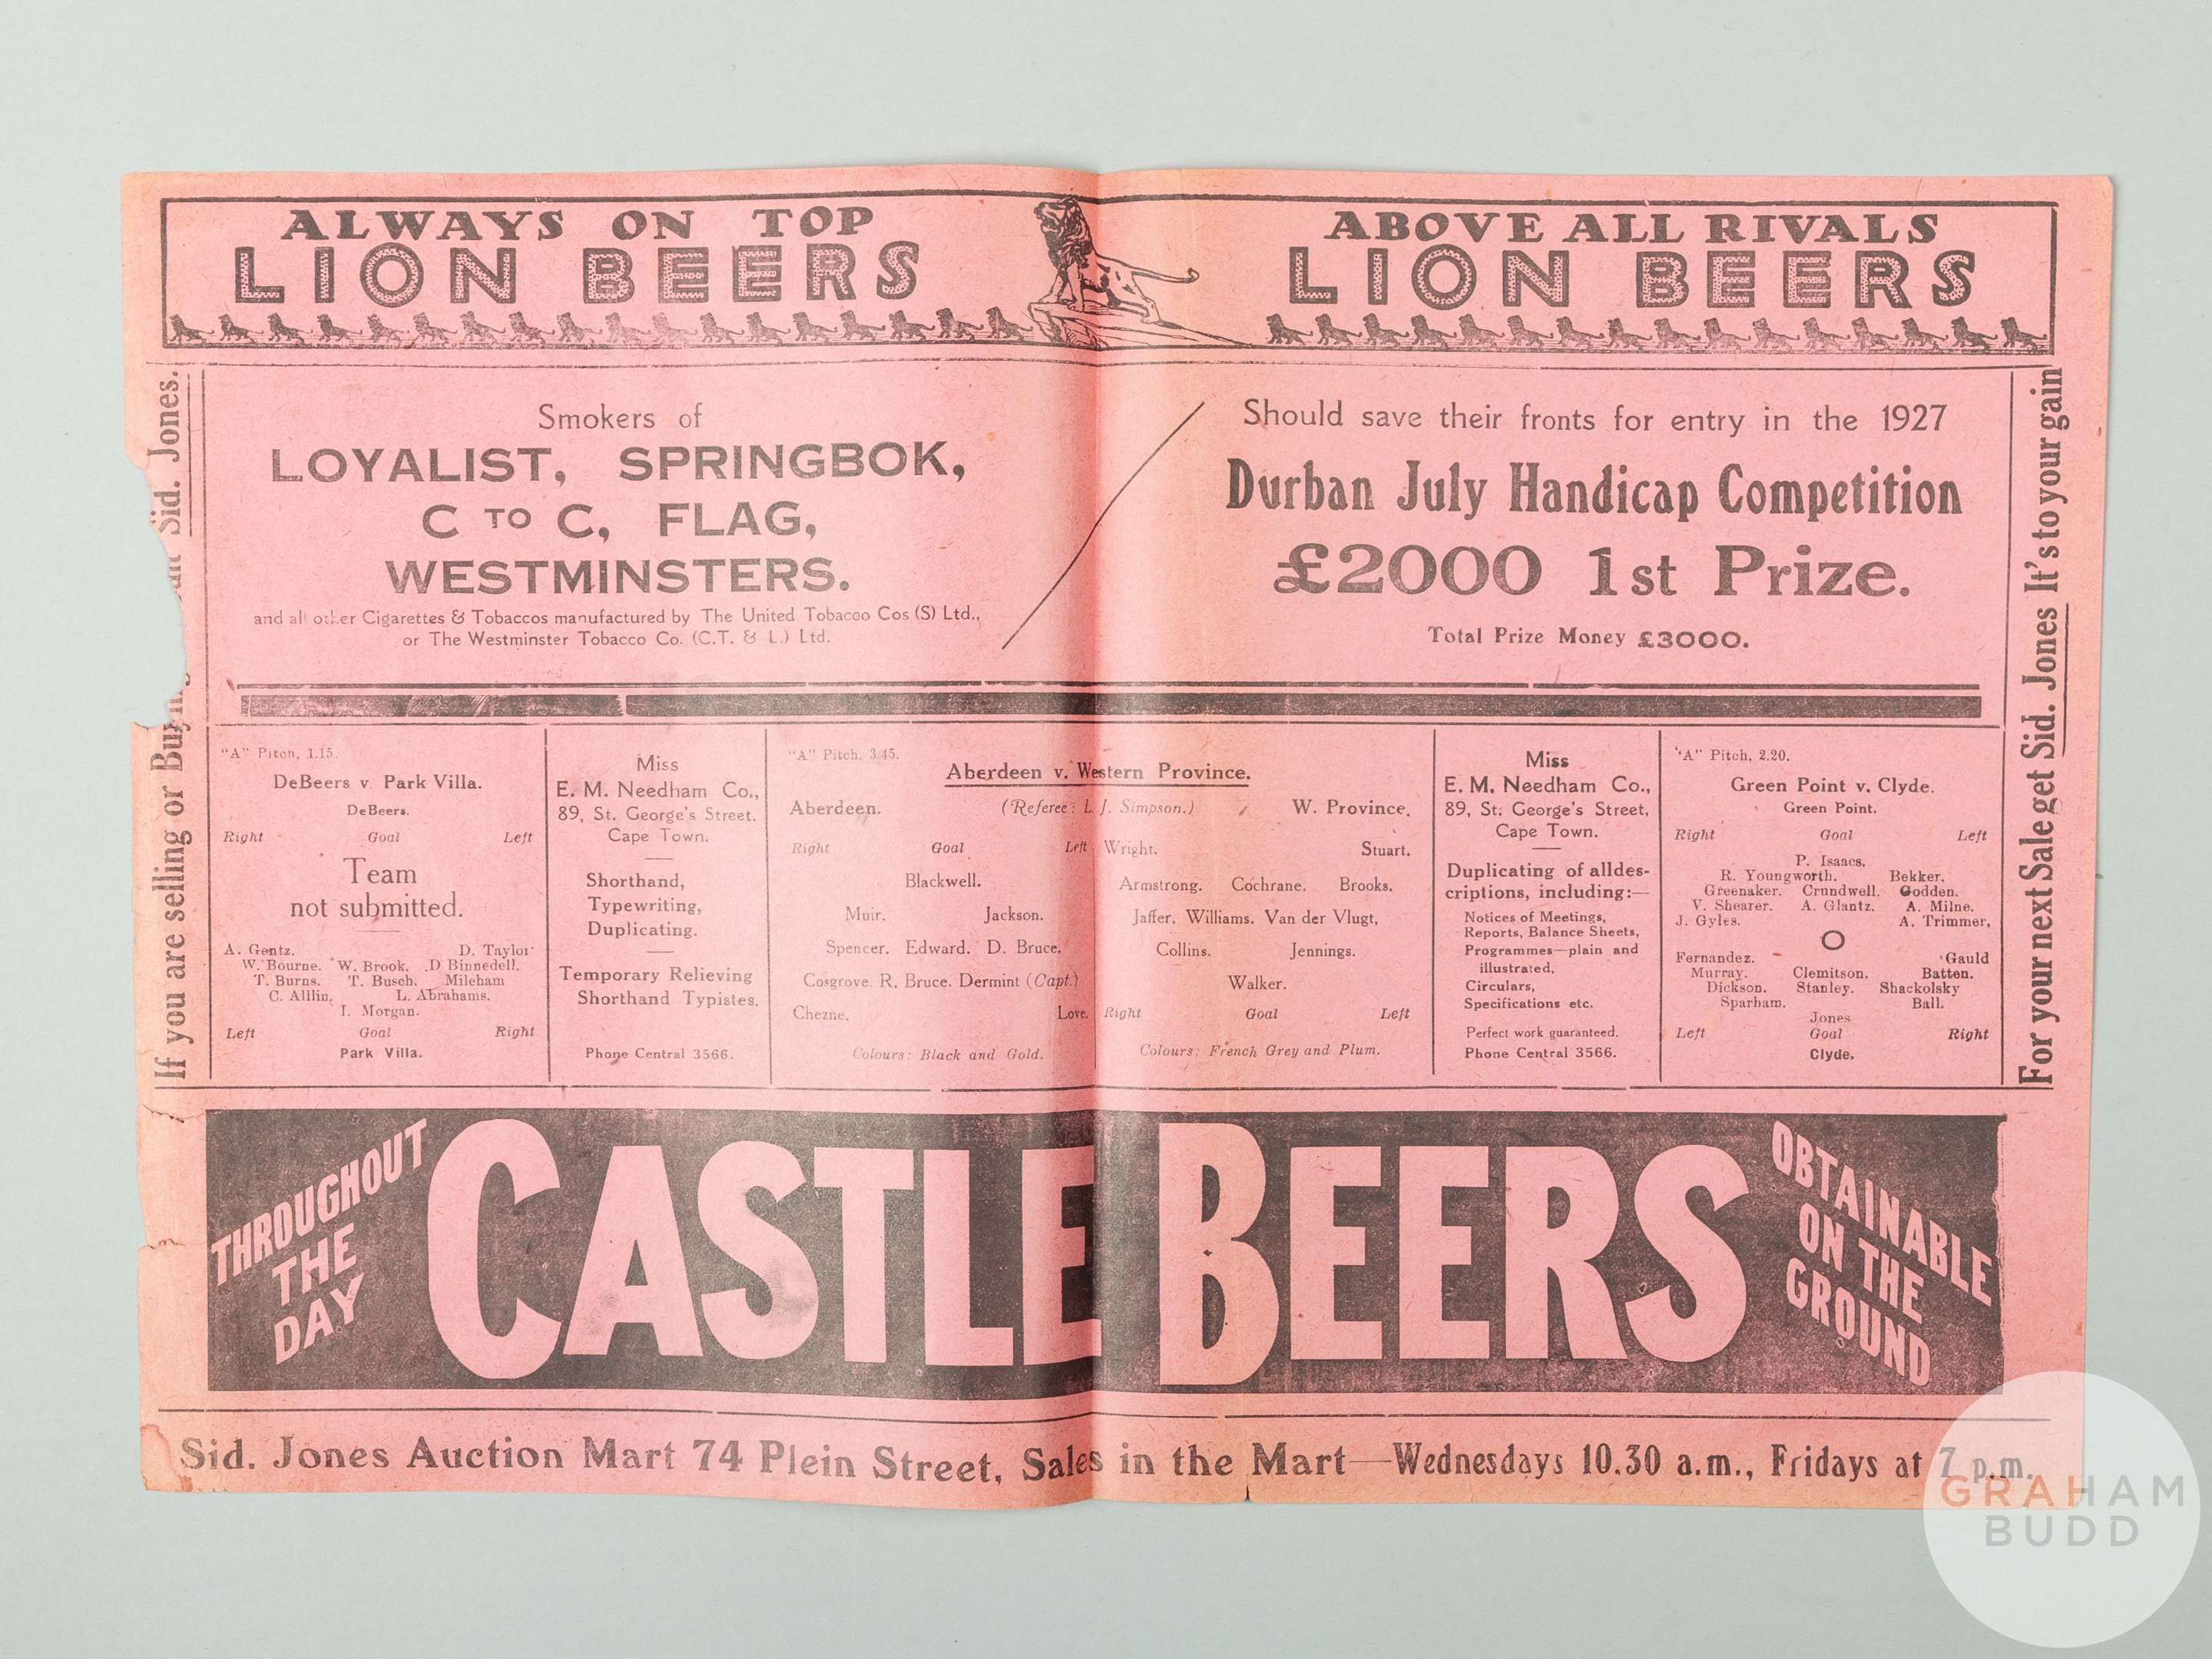 ALWAYS ON TOP
LION BEERS
ABOVE ALL RIVALS
LION BEERS
If you are selling or Sid. Jones.
Smokers of
LOYALIST, SPRINGBOK,
C TO C, FLAG,
WESTMINSTERS.
and all other Cigarettes & Tobaccos manufactured by The United Tobacco Cos (S) Ltd.,
or The Westminster Tobacco Co. (C.T. & L.) Ltd.
Should save their fronts for entry in the 1927
Durban July Handicap Competition
£2000 1st Prize.
Total Prize Money £3000.
For your next Sale get Sid. Jones It's to your gain
"A" Pitch, 1.15.
DeBeers v. Park Villa.
DeBeers.
Right Goal Left
Team
not submitted.
A. Gentz. D. Taylor
W. Bourne. W. Brook. D Binnedell.
T. Burns. T. Busch. Mileham
C. Alllin. L. Abrahams.
I. Morgan.
Left Goal Right
Park Villa.
Miss
E. M. Needham Co.,
89, St. George's Street.
Cape Town.
Shorthand,
Typewriting,
Duplicating.
Temporary Relieving
Shorthand Typistes.
Phone Central 3566.
"A" Pitch, 3.45.
Aberdeen v. Western Province.
Aberdeen. (Referee: L. J. Simpson.) W. Province.
Right Goal Left
Blackwell.
Muir. Jackson.
Spencer. Edward. D. Bruce.
Cosgrove. R. Bruce. Dermint (Capt.)
Chezne. Love.
Colours: Black and Gold.
Wright. Stuart.
Armstrong. Cochrane. Brooks.
Jaffer. Williams. Van der Vlugt,
Collins. Jennings.
Walker.
Right Goal Left
Colours: French Grey and Plum.
Miss
E. M. Needham Co.,
89, St. George's Street,
Cape Town.
Duplicating of alldes-
criptions, including:—
Notices of Meetings,
Reports, Balance Sheets,
Programmes—plain and
illustrated,
Circulars,
Specifications etc.
Perfect work guaranteed.
Phone Central 3566.
"A" Pitch, 2.20.
Green Point v. Clyde.
Green Point.
Right Goal Left
P. Isaacs.
R. Youngworth. Bekker.
Greenaker. Crundwell. Godden.
V. Shearer. A. Glantz. A. Milne.
J. Gyles. A. Trimmer,
O
Fernandez. Gauld
Murray. Clemitson. Batten.
Dickson. Stanley. Shackolsky
Sparham. Ball.
Jones
Left Goal Right
Clyde.
THROUGHOUT
THE
DAY
CASTLE BEERS
OBTAINABLE
ON THE
GROUND
Sid. Jones Auction Mart 74 Plein Street, Sales in the Mart—Wednesdays 10.30 a.m., Fridays at 7 p.m.
GRAHAM
BUDD